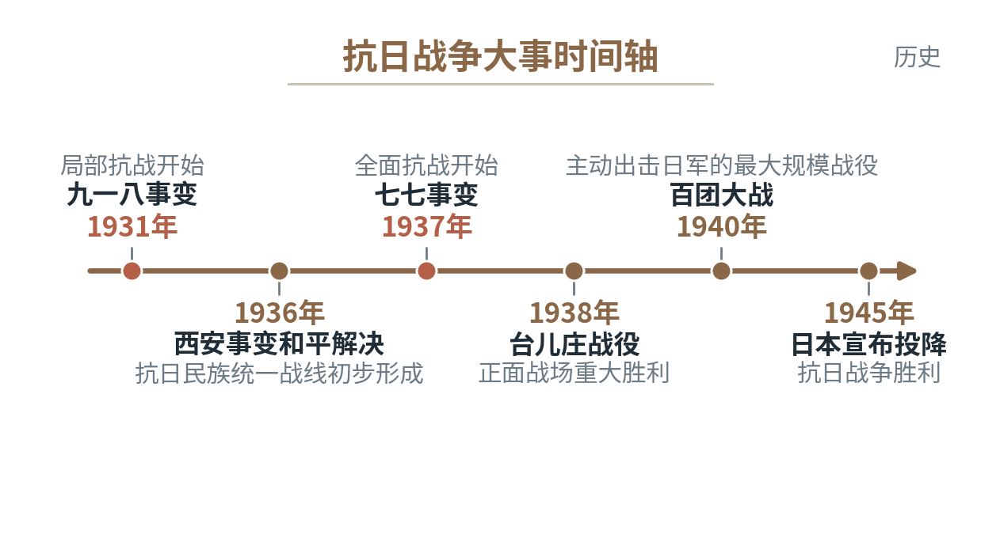 抗日战争大事时间轴
历史
局部抗战开始
九一八事变
1931年
全面抗战开始
七七事变
1937年
主动出击日军的最大规模战役
百团大战
1940年
1936年
西安事变和平解决
抗日民族统一战线初步形成
1938年
台儿庄战役
正面战场重大胜利
1945年
日本宣布投降
抗日战争胜利